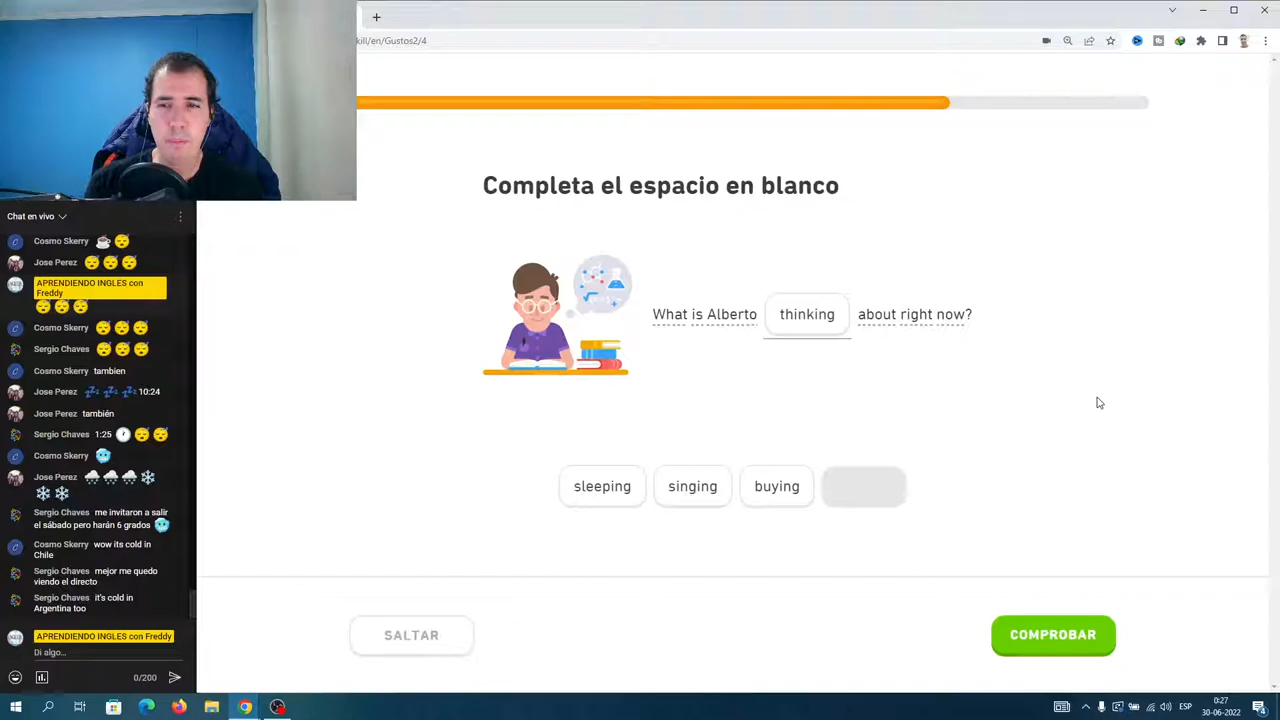 kill/en/Gustos2/4
Completa el espacio en blanco
What is Alberto thinking about right now?
sleeping singing buying
SALTAR
COMPROBAR
Chat en vivo
Cosmo Skerry ☕ 😴
Jose Perez 😴 😴 😴
APRENDIENDO INGLES con
Freddy
😴 😴 😴
Cosmo Skerry 😴 😴 😴
Sergio Chaves 😴 😴 😴
Cosmo Skerry tambien
Jose Perez 💤 💤 💤 10:24
Jose Perez también
Sergio Chaves 1:25 🕐 😴 😴
Cosmo Skerry 🥶
Jose Perez 🌨 🌨 🌨 ❄
❄ ❄
Sergio Chaves me invitaron a salir
el sábado pero harán 6 grados 🥶
Cosmo Skerry wow its cold in
Chile
Sergio Chaves mejor me quedo
viendo el directo
Sergio Chaves it's cold in
Argentina too
APRENDIENDO INGLES con Freddy
Di algo...
0/200
ESP
0:27
30-06-2022
4